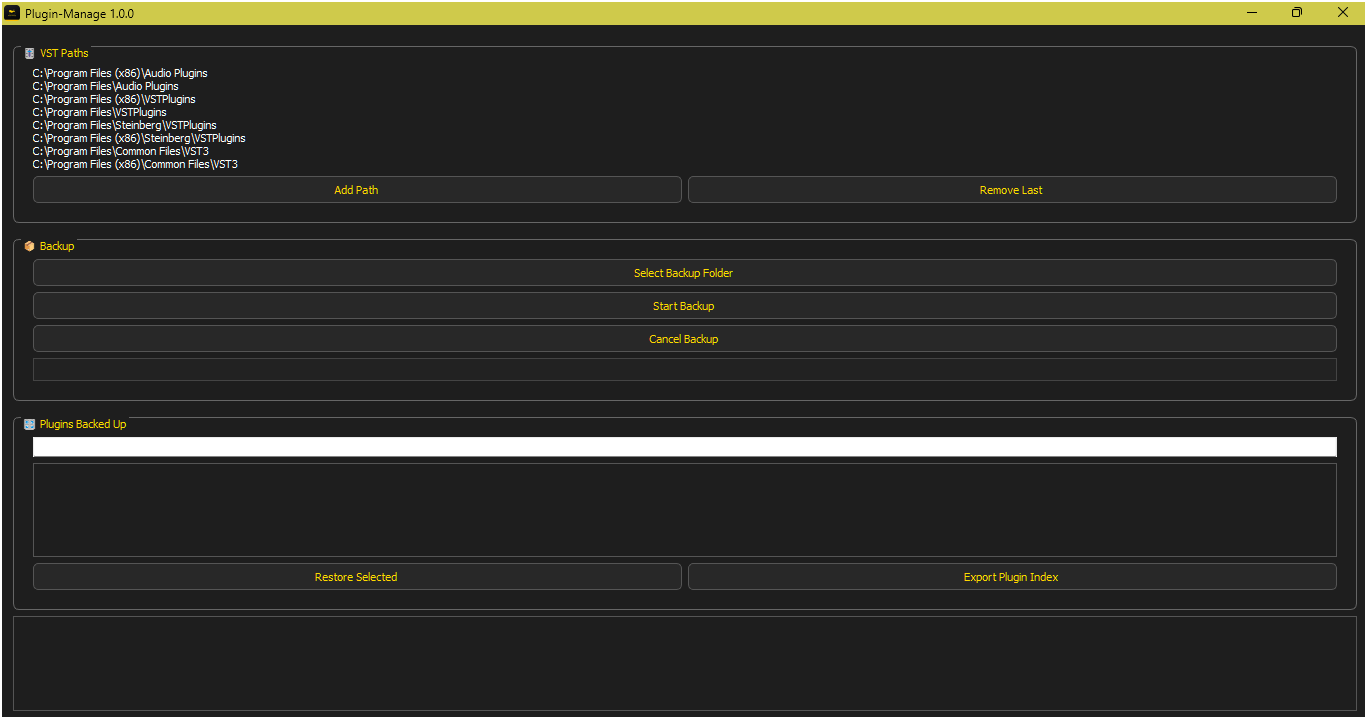 Plugin-Manage 1.0.0
VST Paths
C:\Program Files (x86)\Audio Plugins
C:\Program Files\Audio Plugins
C:\Program Files (x86)\VSTPlugins
C:\Program Files\VSTPlugins
C:\Program Files\Steinberg\VSTPlugins
C:\Program Files (x86)\Steinberg\VSTPlugins
C:\Program Files\Common Files\VST3
C:\Program Files (x86)\Common Files\VST3
Add Path
Remove Last
Backup
Select Backup Folder
Start Backup
Cancel Backup
Plugins Backed Up
Restore Selected
Export Plugin Index